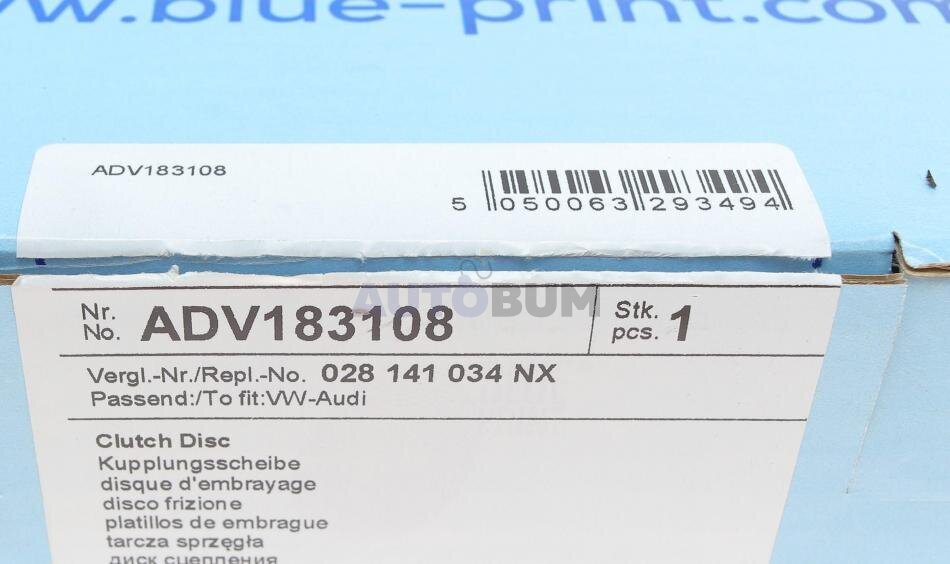 www.blue-print.com
ADV183108
5 050063 293494
AUTOBUM
Nr.
No. ADV183108
Stk.
pcs. 1
Vergl.-Nr./Repl.-No. 028 141 034 NX
Passend:/To fit:VW-Audi
Clutch Disc
Kupplungsscheibe
disque d'embrayage
disco frizione
platillos de embrague
tarcza sprzęgła
диск сцепления